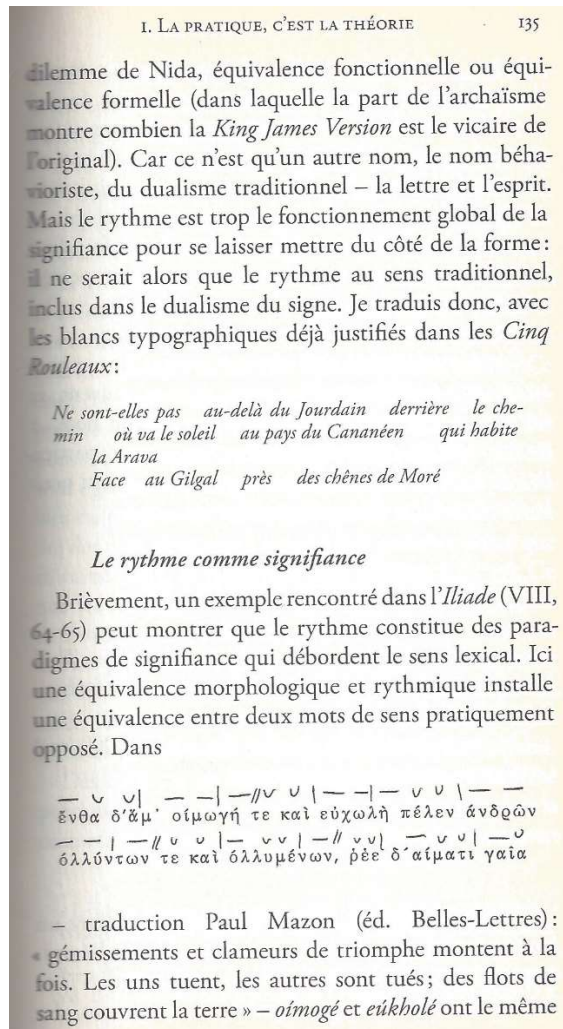 I. LA PRATIQUE, C'EST LA THÉORIE 135
dilemme de Nida, équivalence fonctionnelle ou équi-
valence formelle (dans laquelle la part de l'archaïsme
montre combien la King James Version est le vicaire de
l'original). Car ce n'est qu'un autre nom, le nom béha-
vioriste, du dualisme traditionnel – la lettre et l'esprit.
Mais le rythme est trop le fonctionnement global de la
signifiance pour se laisser mettre du côté de la forme :
il ne serait alors que le rythme au sens traditionnel,
inclus dans le dualisme du signe. Je traduis donc, avec
les blancs typographiques déjà justifiés dans les Cinq
Rouleaux :
Ne sont-elles pas au-delà du Jourdain derrière le che-
min où va le soleil au pays du Cananéen qui habite
la Arava
Face au Gilgal près des chênes de Moré
Le rythme comme signifiance
Brièvement, un exemple rencontré dans l'Iliade (VIII,
64-65) peut montrer que le rythme constitue des para-
digmes de signifiance qui débordent le sens lexical. Ici
une équivalence morphologique et rythmique installe
une équivalence entre deux mots de sens pratiquement
opposé. Dans
— ∪ ∪| — —| —//∪ ∪ | — —| — ∪ ∪ | — —
ἔνθα δ'ἅμ' οἰμωγή τε καὶ εὐχωλὴ πέλεν ἀνδρῶν
— — | —// ∪ ∪ |— ∪∪ | —// ∪∪| — ∪ ∪ | —∪
ὀλλύντων τε καὶ ὀλλυμένων, ῥέε δ'αἵματι γαῖα
– traduction Paul Mazon (éd. Belles-Lettres) :
« gémissements et clameurs de triomphe montent à la
fois. Les uns tuent, les autres sont tués ; des flots de
sang couvrent la terre » – oímogé et eúkholé ont le même